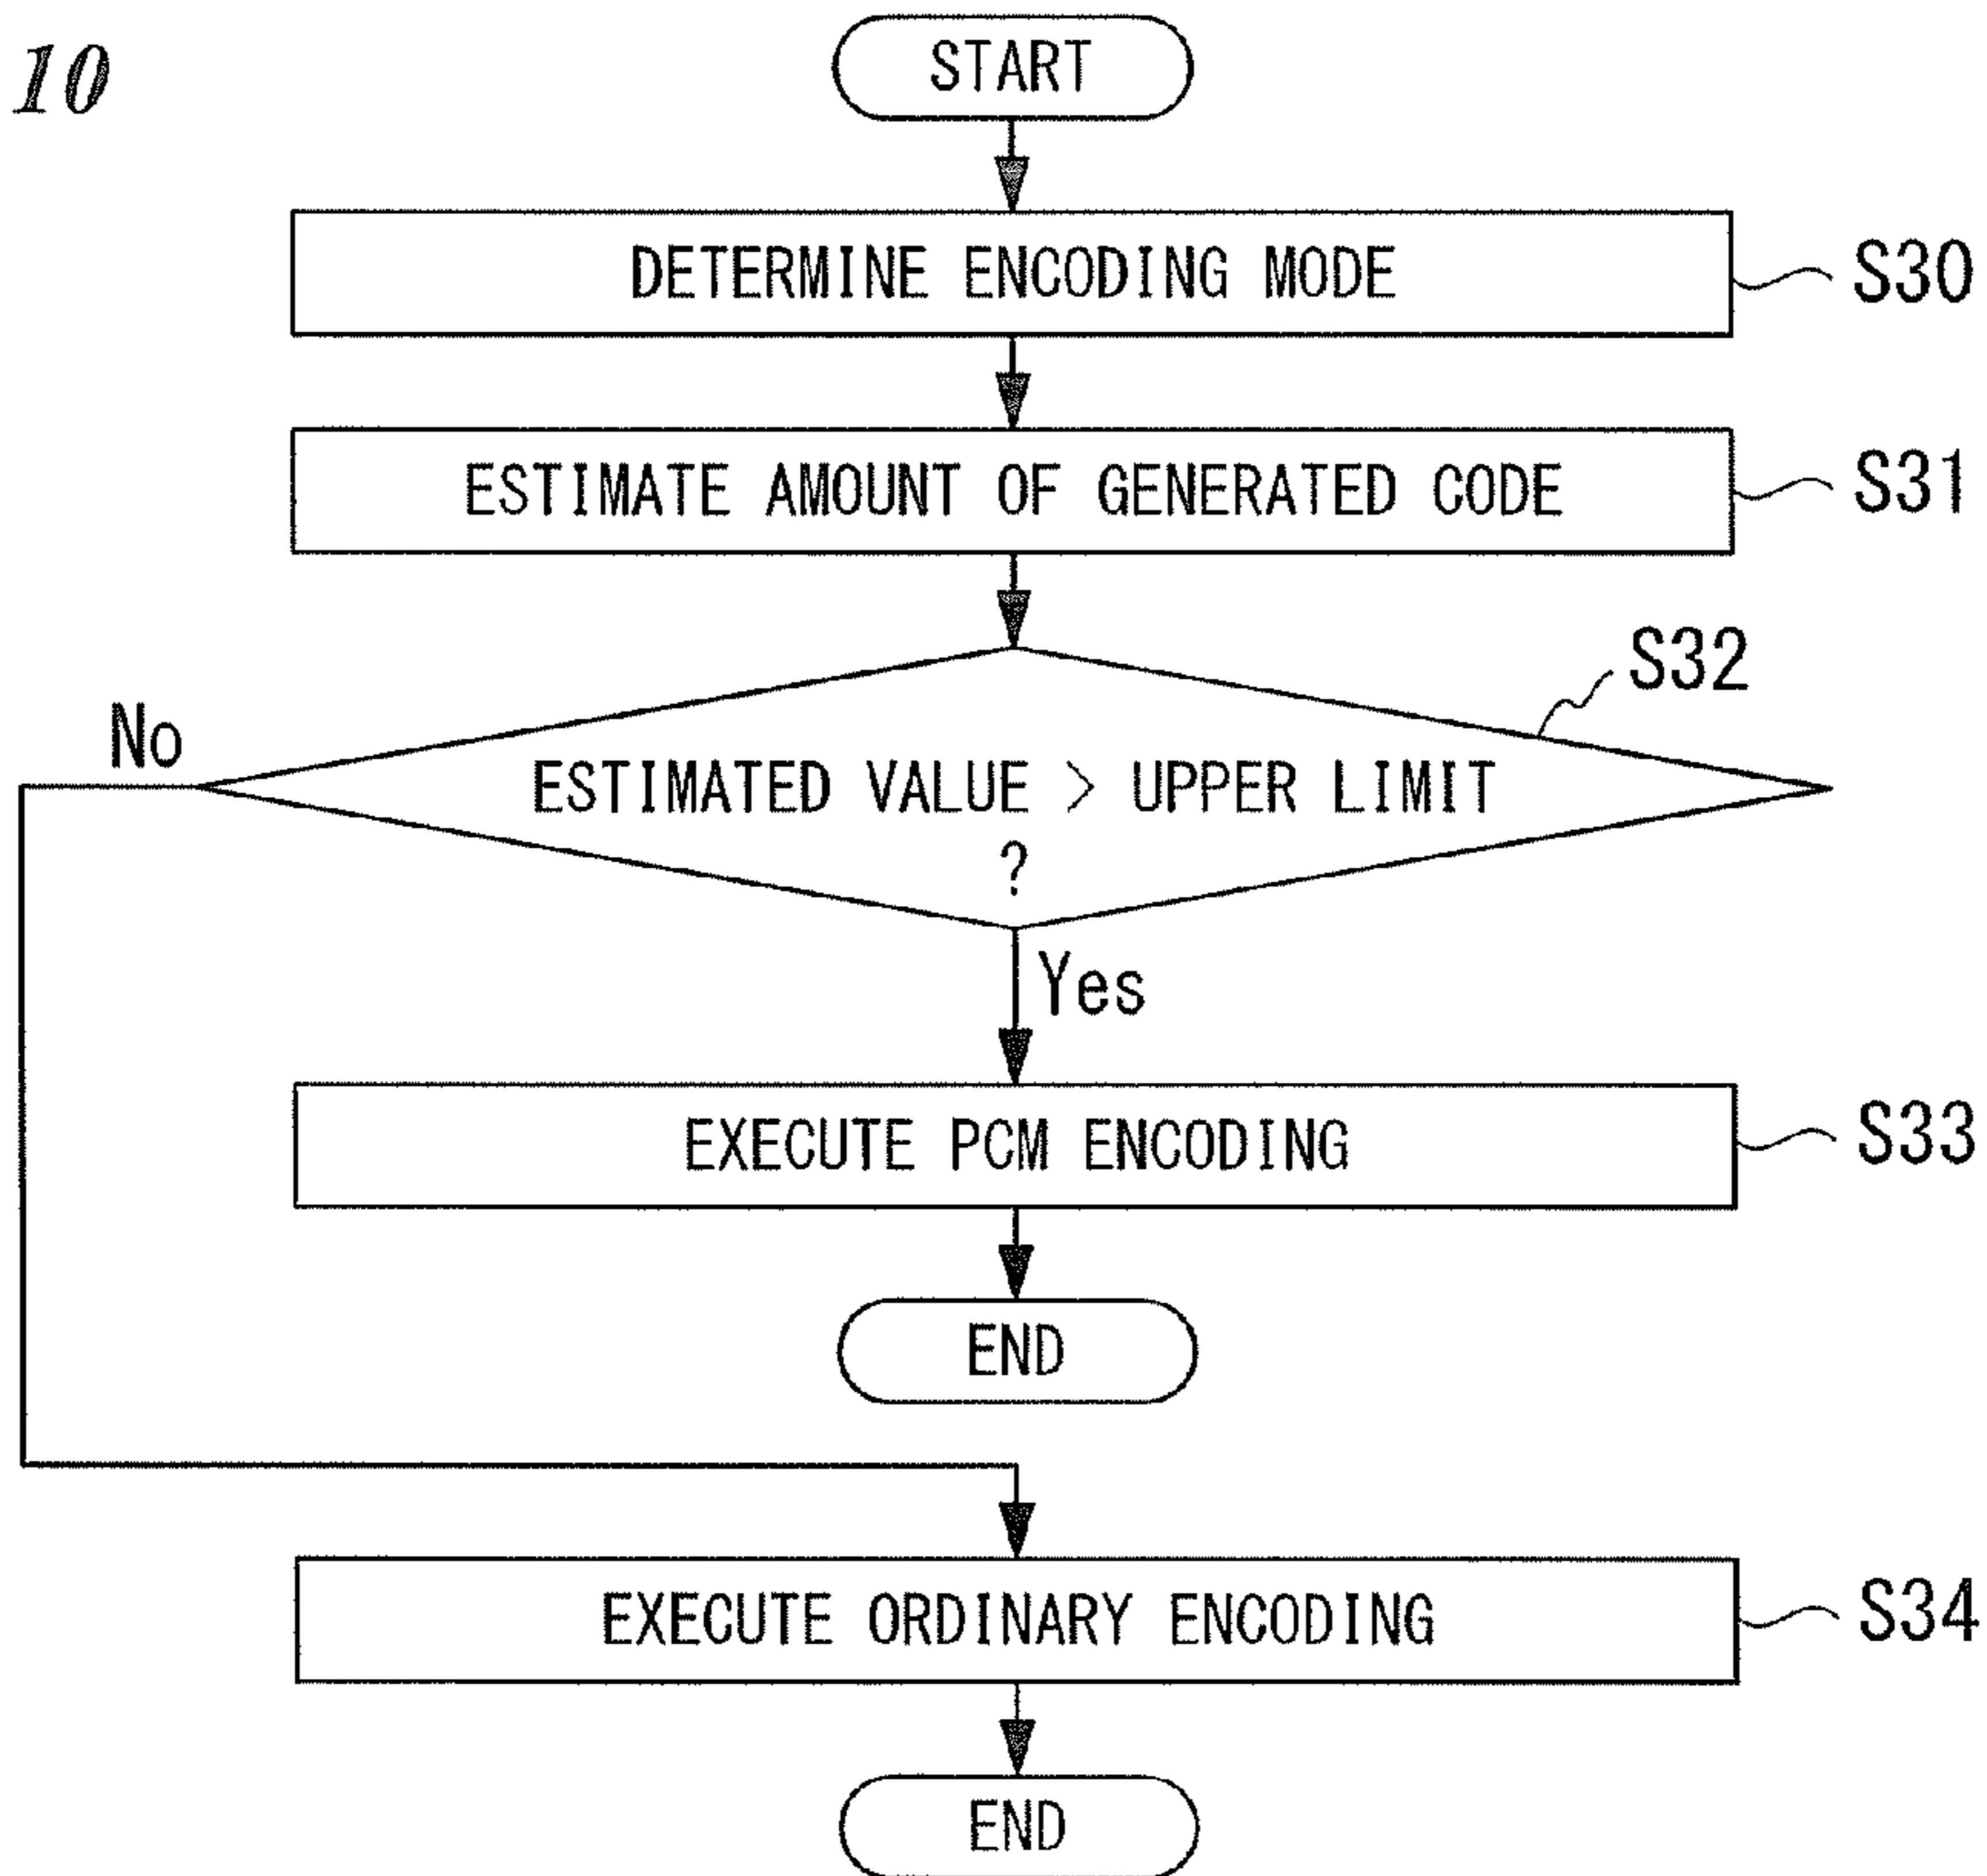 10
START
DETERMINE ENCODING MODE
S30
ESTIMATE AMOUNT OF GENERATED CODE
S31
S32
No
ESTIMATED VALUE > UPPER LIMIT
?
Yes
EXECUTE PCM ENCODING
S33
END
EXECUTE ORDINARY ENCODING
S34
END